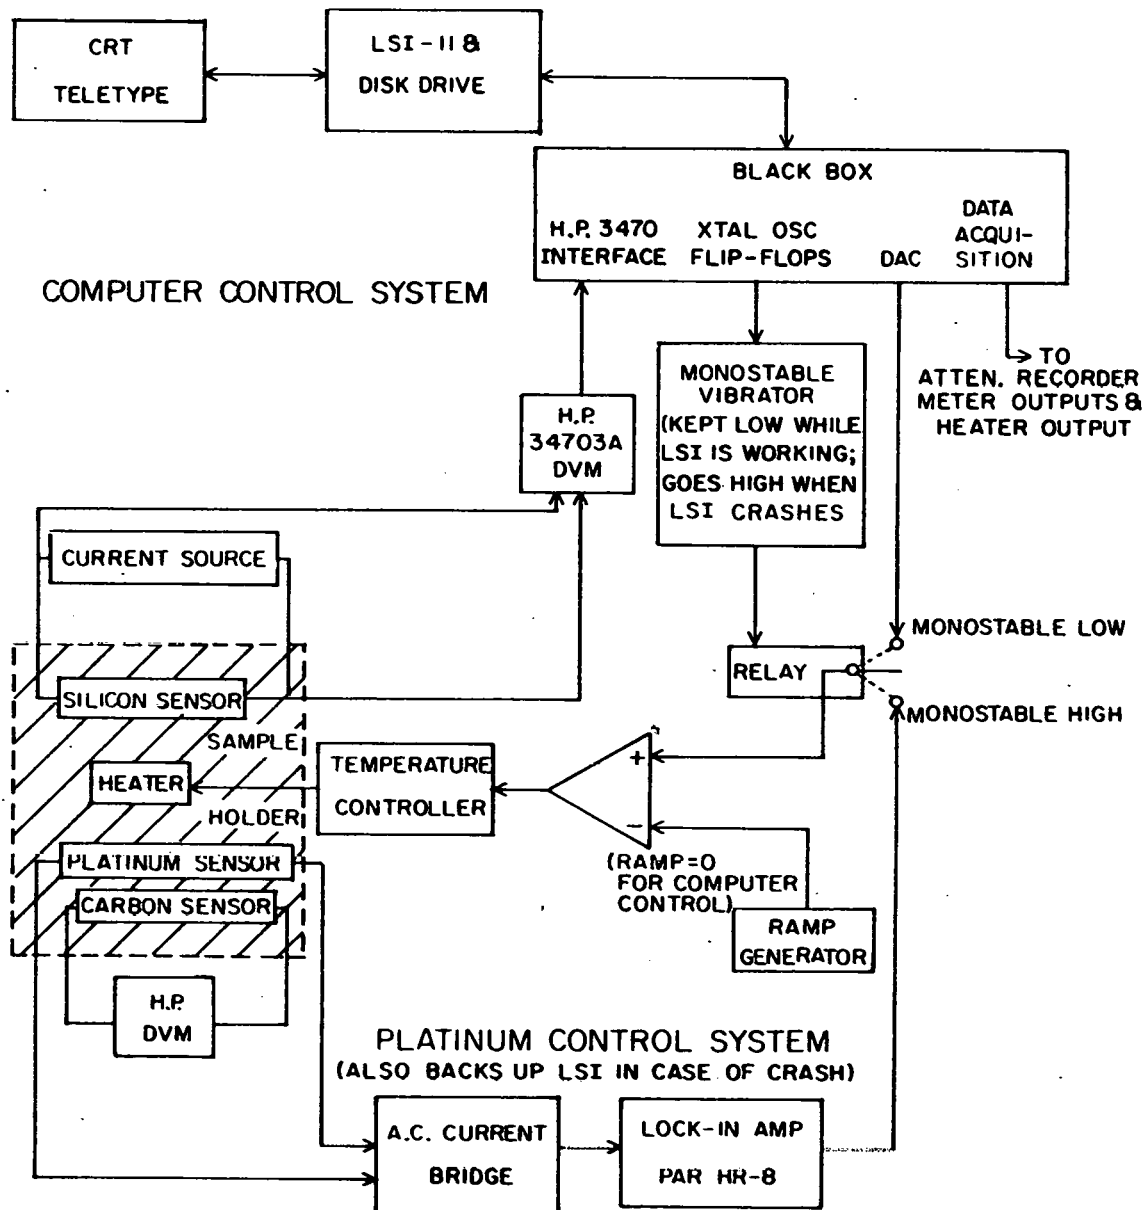 CRT
TELETYPE
LSI-11 &
DISK DRIVE
BLACK BOX
H.P. 3470
INTERFACE
XTAL OSC
FLIP-FLOPS
DAC
DATA
ACQUI-
SITION
COMPUTER CONTROL SYSTEM
TO
ATTEN. RECORDER
METER OUTPUTS &
HEATER OUTPUT
MONOSTABLE
VIBRATOR
(KEPT LOW WHILE
LSI IS WORKING;
GOES HIGH WHEN
LSI CRASHES
H.P.
34703A
DVM
CURRENT SOURCE
MONOSTABLE LOW
RELAY
MONOSTABLE HIGH
SILICON SENSOR
SAMPLE
HEATER
HOLDER
TEMPERATURE
CONTROLLER
+
−
PLATINUM SENSOR
CARBON SENSOR
(RAMP=0
FOR COMPUTER
CONTROL)
RAMP
GENERATOR
H.P.
DVM
PLATINUM CONTROL SYSTEM
(ALSO BACKS UP LSI IN CASE OF CRASH)
A.C. CURRENT
BRIDGE
LOCK-IN AMP
PAR HR-8